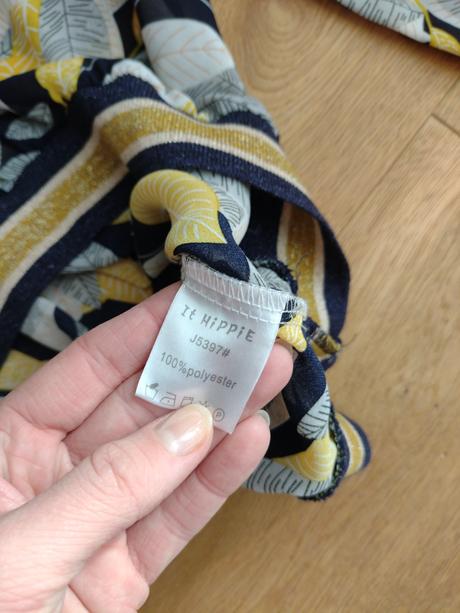 It HiPPiE
J5397#
100%polyester
P